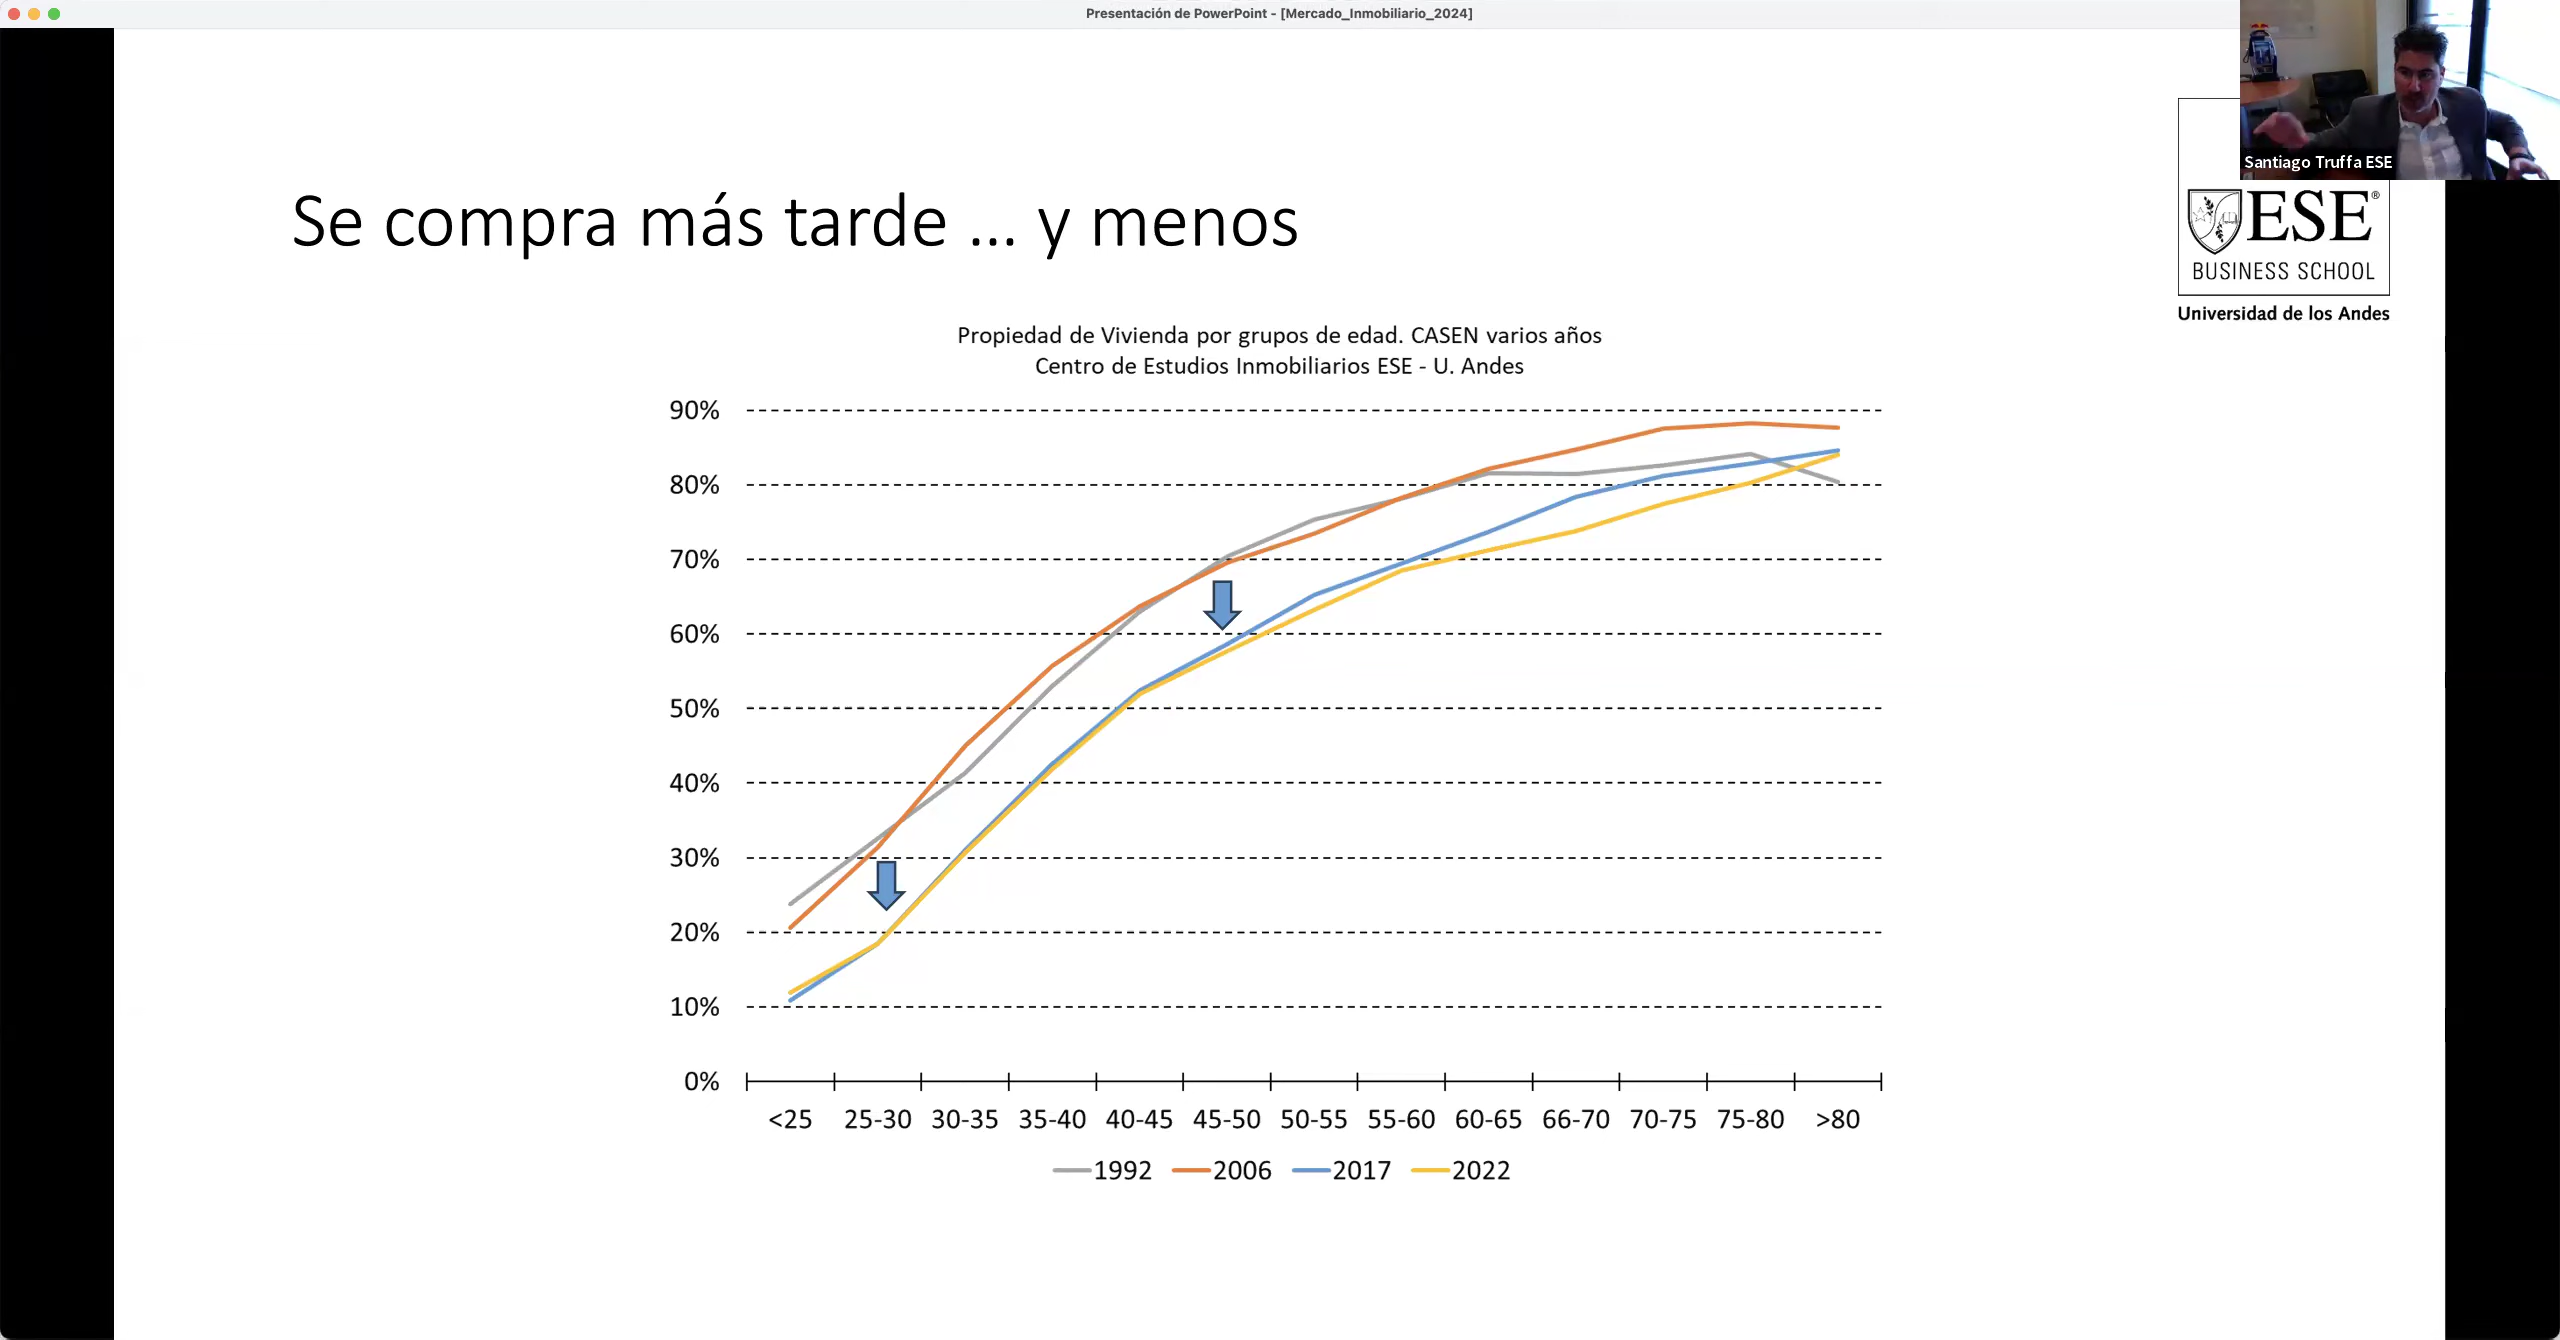 Presentación de PowerPoint - [Mercado_Inmobiliario_2024]
Santiago Truffa ESE
Se compra más tarde ... y menos
ESE®
BUSINESS SCHOOL
Universidad de los Andes
Propiedad de Vivienda por grupos de edad. CASEN varios años
Centro de Estudios Inmobiliarios ESE - U. Andes
90%
80%
70%
60%
50%
40%
30%
20%
10%
0%
<25 25-30 30-35 35-40 40-45 45-50 50-55 55-60 60-65 66-70 70-75 75-80 >80
1992 2006 2017 2022